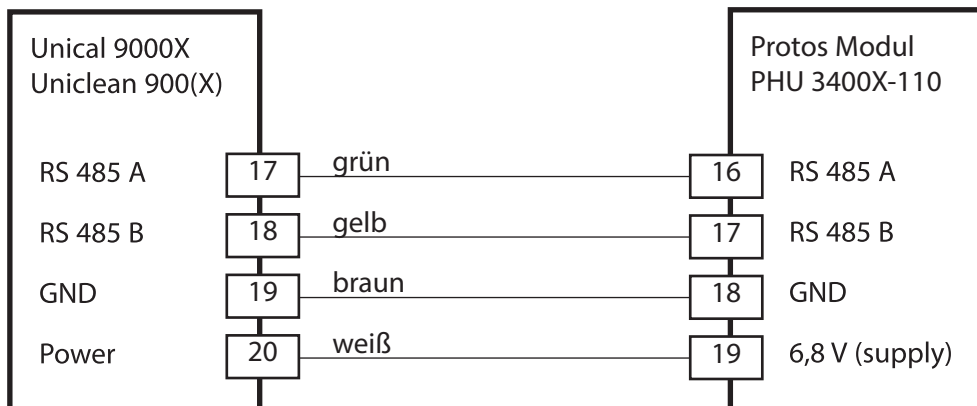 Unical 9000X
Uniclean 900(X)
Protos Modul
PHU 3400X-110
RS 485 A
17
grün
16
RS 485 A
RS 485 B
18
gelb
17
RS 485 B
GND
19
braun
18
GND
Power
20
weiß
19
6,8 V (supply)